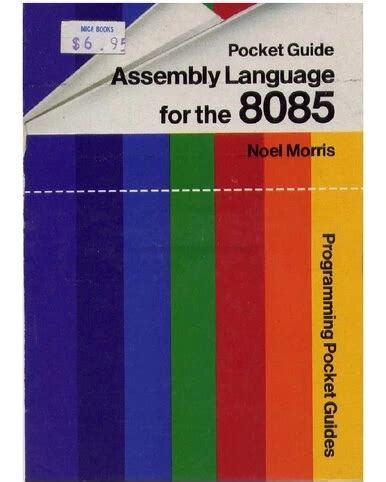 MICA BOOKS
$6.95
Pocket Guide
Assembly Language
for the 8085
Noel Morris
Programming Pocket Guides